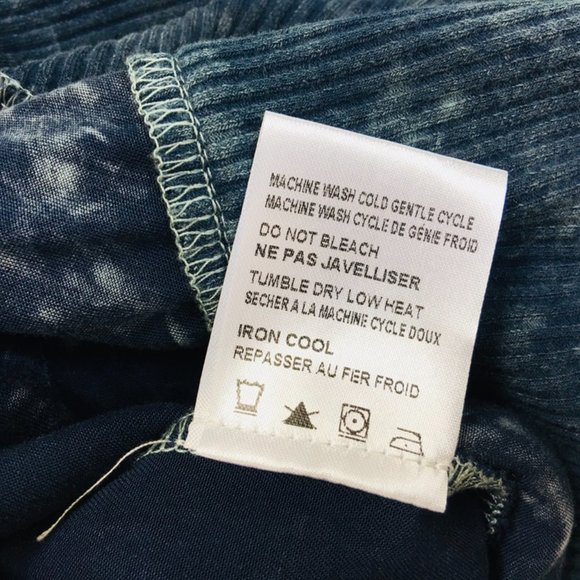 MACHINE WASH COLD GENTLE CYCLE
MACHINE WASH CYCLE DE GENIE FROID
DO NOT BLEACH
NE PAS JAVELLISER
TUMBLE DRY LOW HEAT
SECHER A LA MACHINE CYCLE DOUX
IRON COOL
REPASSER AU FER FROID